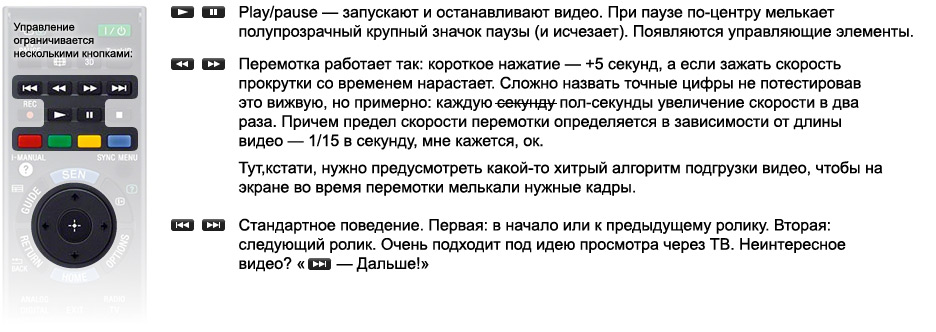 Управление
ограничивается
несколькими кнопками:
I/
3D
REC
i-MANUAL
SYNC MENU
SEN
GUIDE
RETURN
OPTIONS
BACK
HOME
Play/pause — запускают и останавливают видео. При паузе по-центру мелькает
полупрозрачный крупный значок паузы (и исчезает). Появляются управляющие элементы.
Перемотка работает так: короткое нажатие — +5 секунд, а если зажать скорость
прокрутки со временем нарастает. Сложно назвать точные цифры не потестировав
это вижвую, но примерно: каждую секунду пол-секунды увеличение скорости в два
раза. Причем предел скорости перемотки определяется в зависимости от длины
видео — 1/15 в секунду, мне кажется, ок.
Тут,кстати, нужно предусмотреть какой-то хитрый алгоритм подгрузки видео, чтобы на
экране во время перемотки мелькали нужные кадры.
Стандартное поведение. Первая: в начало или к предыдущему ролику. Вторая:
следующий ролик. Очень подходит под идею просмотра через ТВ. Неинтересное
видео? « — Дальше!»